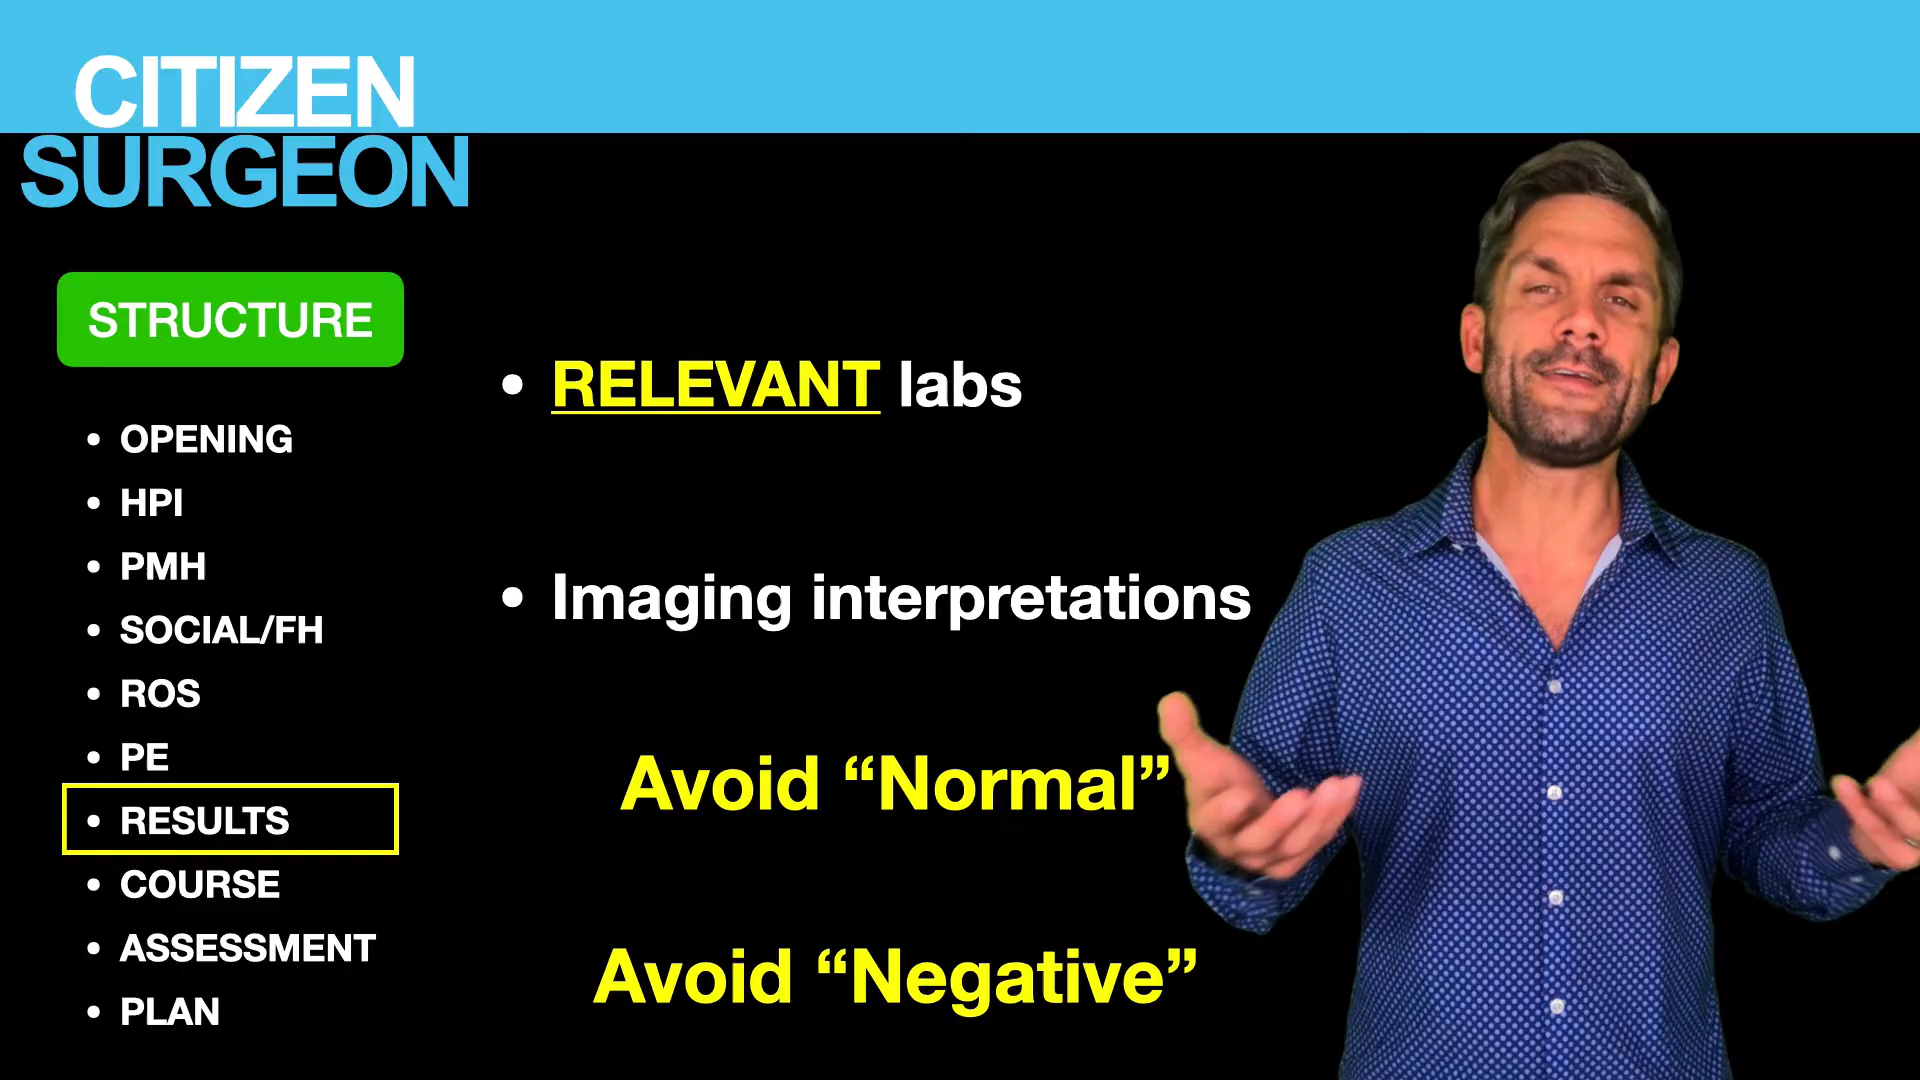 CITIZEN
SURGEON
STRUCTURE
• OPENING
• HPI
• PMH
• SOCIAL/FH
• ROS
• PE
• RESULTS
• COURSE
• ASSESSMENT
• PLAN
• RELEVANT labs
• Imaging interpretations
Avoid “Normal”
Avoid “Negative”